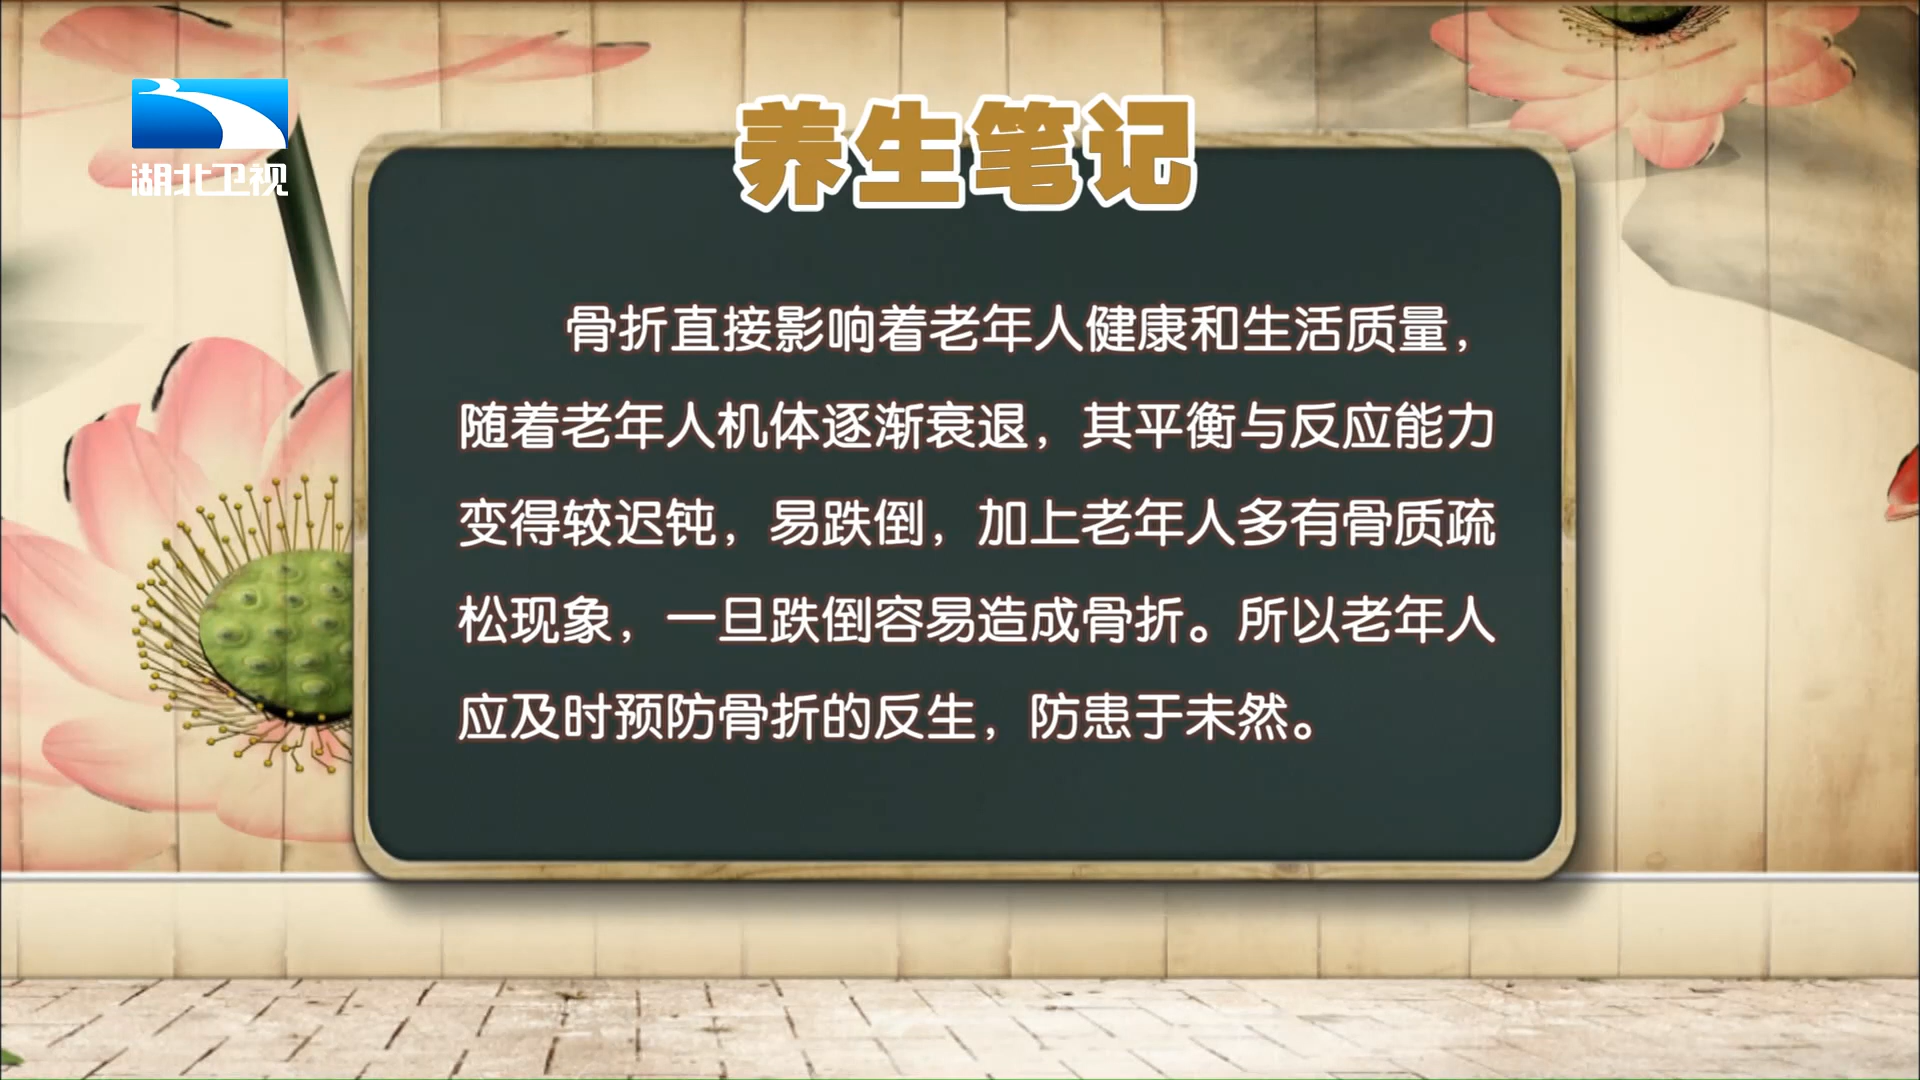 湖北卫视
养生笔记
骨折直接影响着老年人健康和生活质量，
随着老年人机体逐渐衰退，其平衡与反应能力
变得较迟钝，易跌倒，加上老年人多有骨质疏
松现象，一旦跌倒容易造成骨折。所以老年人
应及时预防骨折的反生，防患于未然。